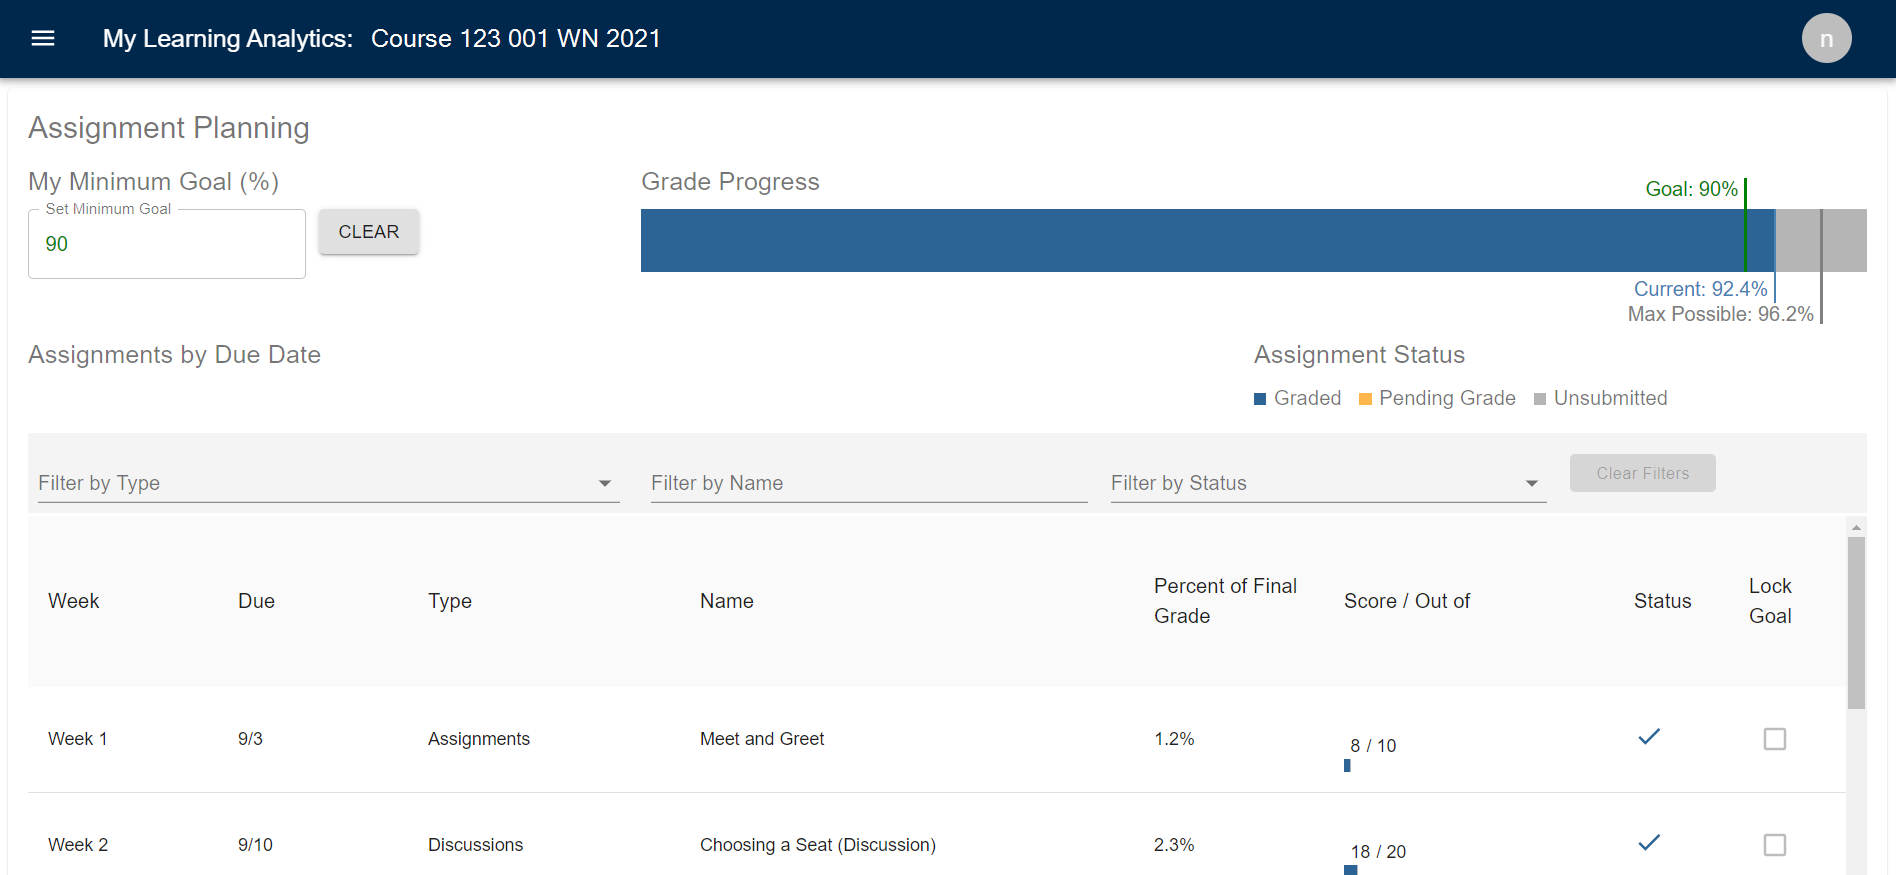 My Learning Analytics: Course 123 001 WN 2021
n
Assignment Planning
My Minimum Goal (%)
Set Minimum Goal
90
CLEAR
Grade Progress
Goal: 90%
Current: 92.4%
Max Possible: 96.2%
Assignments by Due Date
Assignment Status
Graded Pending Grade Unsubmitted
Filter by Type Filter by Name Filter by Status Clear Filters
Week Due Type Name Percent of Final Grade Score / Out of Status Lock Goal
Week 1 9/3 Assignments Meet and Greet 1.2% 8 / 10
Week 2 9/10 Discussions Choosing a Seat (Discussion) 2.3% 18 / 20